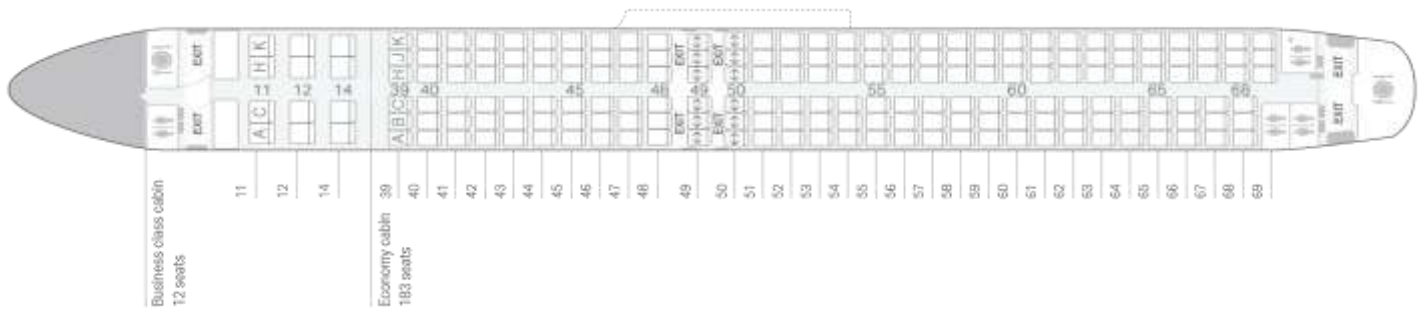 EXIT
EXIT
H K
A C
11 12 14
H J K
A B C
39 40 45 48 49 50 55 60 65 68
EXIT EXIT
EXIT EXIT
EXIT
EXIT
11 12 14 39 40 41 42 43 44 45 46 47 48 49 50 51 52 53 54 55 56 57 58 59 60 61 62 63 64 65 66 67 68 69
Business class cabin
12 seats
Economy cabin
183 seats